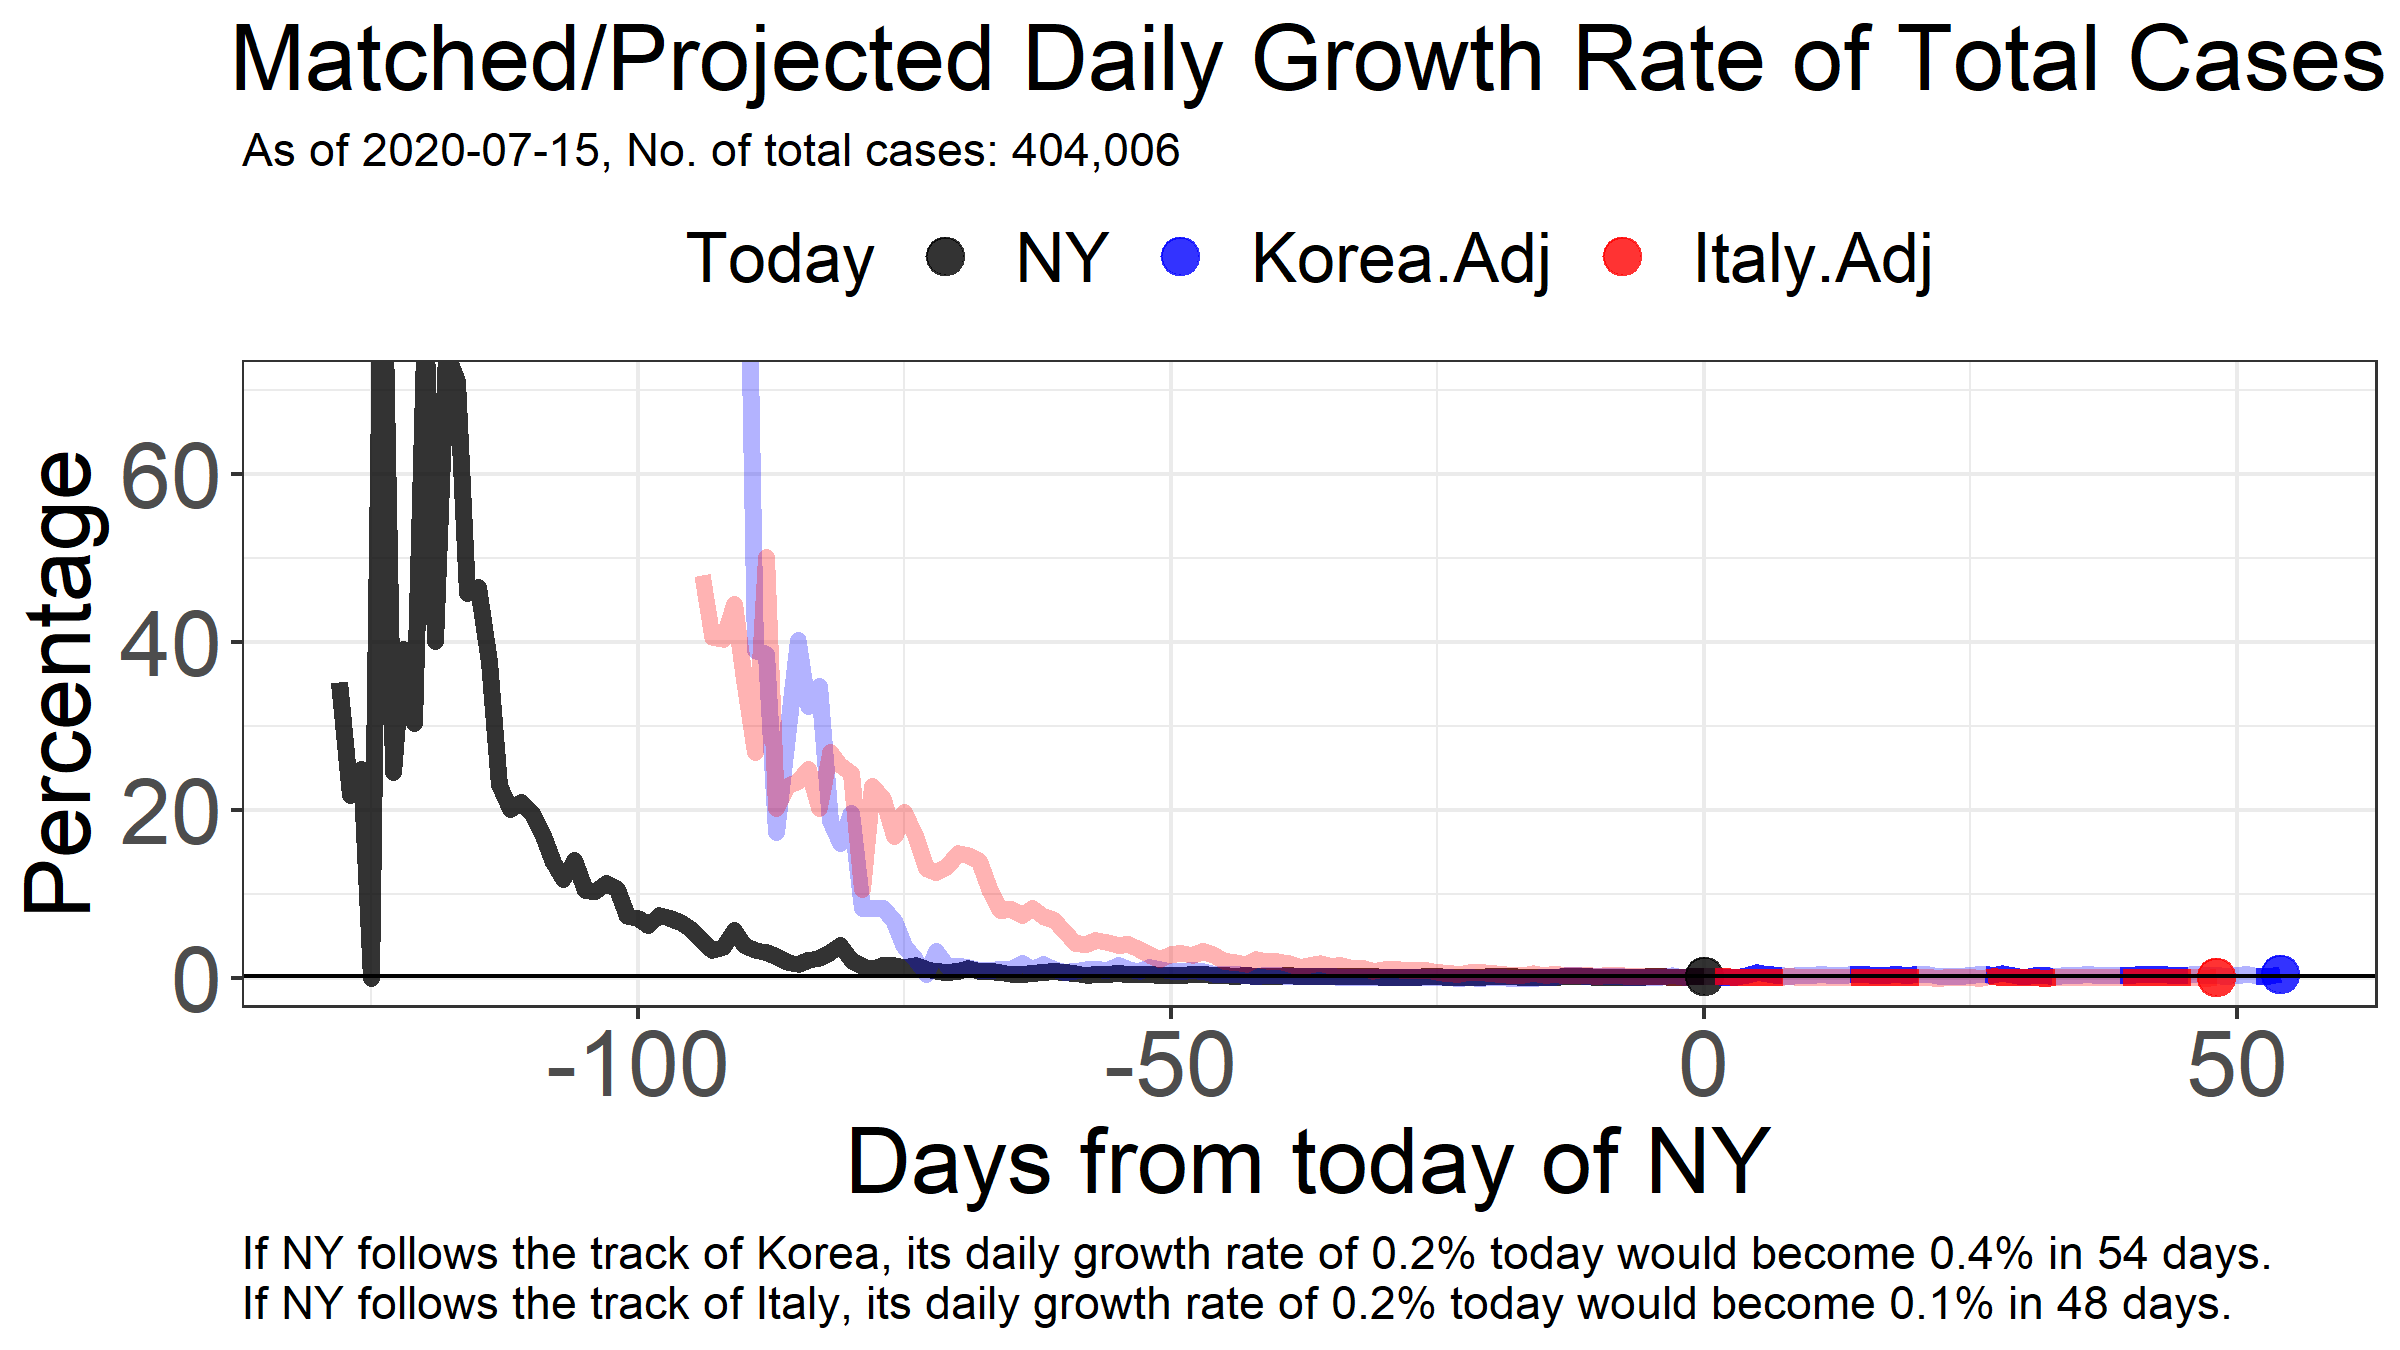 Matched/Projected Daily Growth Rate of Total Cases
As of 2020-07-15, No. of total cases: 404,006
Today NY Korea.Adj Italy.Adj
Percentage
60
40
20
0
-100 -50 0 50
Days from today of NY
If NY follows the track of Korea, its daily growth rate of 0.2% today would become 0.4% in 54 days.
If NY follows the track of Italy, its daily growth rate of 0.2% today would become 0.1% in 48 days.